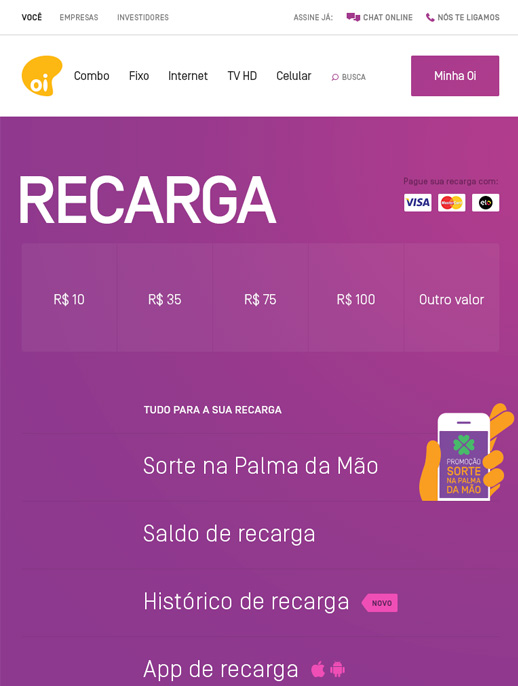 VOCÊ EMPRESAS INVESTIDORES ASSINE JÁ: CHAT ONLINE NÓS TE LIGAMOS
oi Combo Fixo Internet TV HD Celular BUSCA Minha Oi
RECARGA
Pague sua recarga com:
VISA MasterCard elo
R$ 10 R$ 35 R$ 75 R$ 100 Outro valor
TUDO PARA A SUA RECARGA
Sorte na Palma da Mão
PROMOÇÃO
SORTE
NA PALMA
DA MÃO
Saldo de recarga
Histórico de recarga NOVO
App de recarga